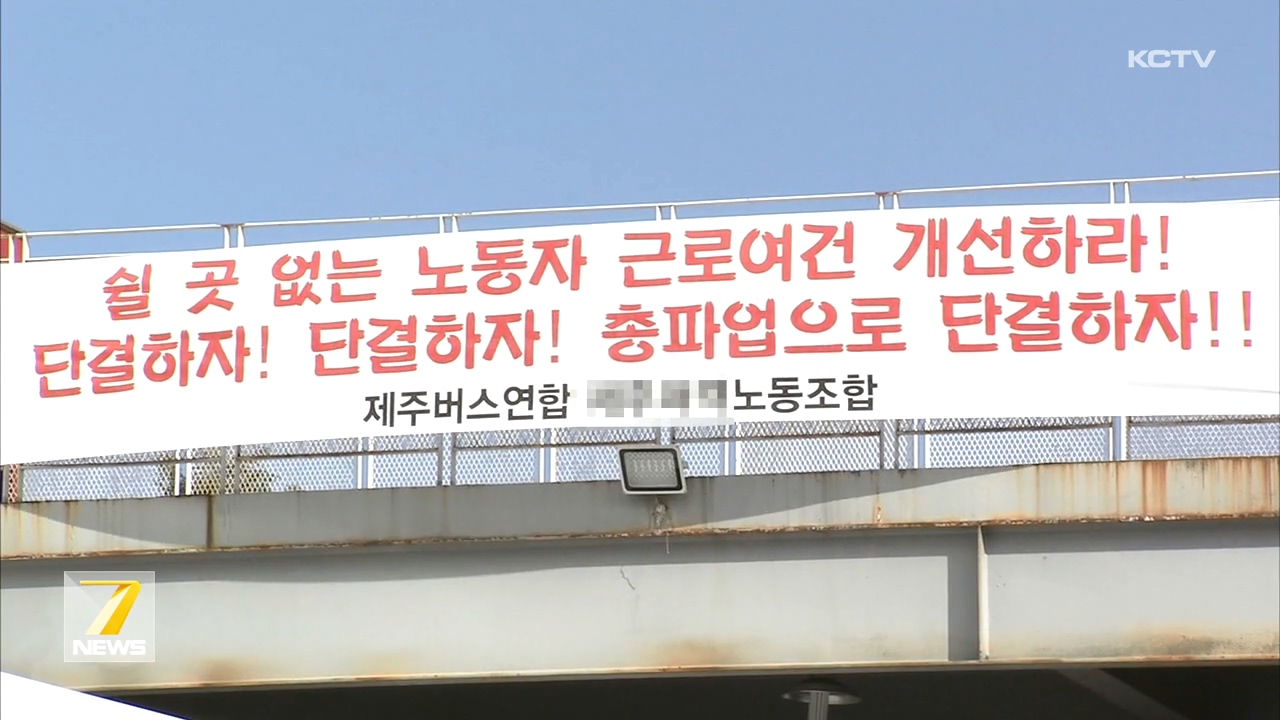 KCTV
쉴 곳 없는 노동자 근로여건 개선하라!
단결하자! 단결하자! 총파업으로 단결하자!!
제주버스연합 노동조합
7
NEWS